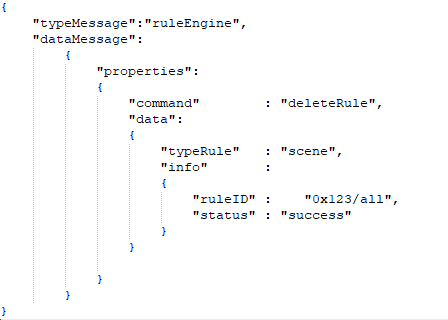 {
"typeMessage":"ruleEngine",
"dataMessage":
{
"properties":
{
"command" : "deleteRule",
"data":
{
"typeRule" : "scene",
"info" :
{
"ruleID" : "0x123/all",
"status" : "success"
}
}
}
}
}